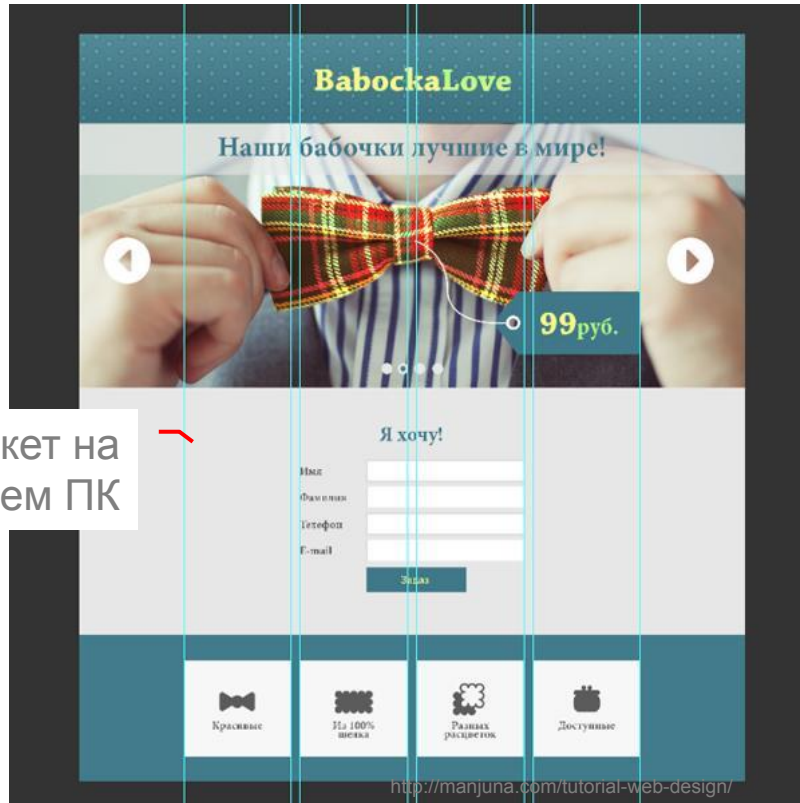 BabockaLove
Наши бабочки лучшие в мире!
99руб.
кет на
ем ПК
Я хочу!
Имя
Фамилия
Телефон
E-mail
Заказ
Красивые
Из 100%
шелка
Разных
расцветок
Доступные
http://manjuna.com/tutorial-web-design/